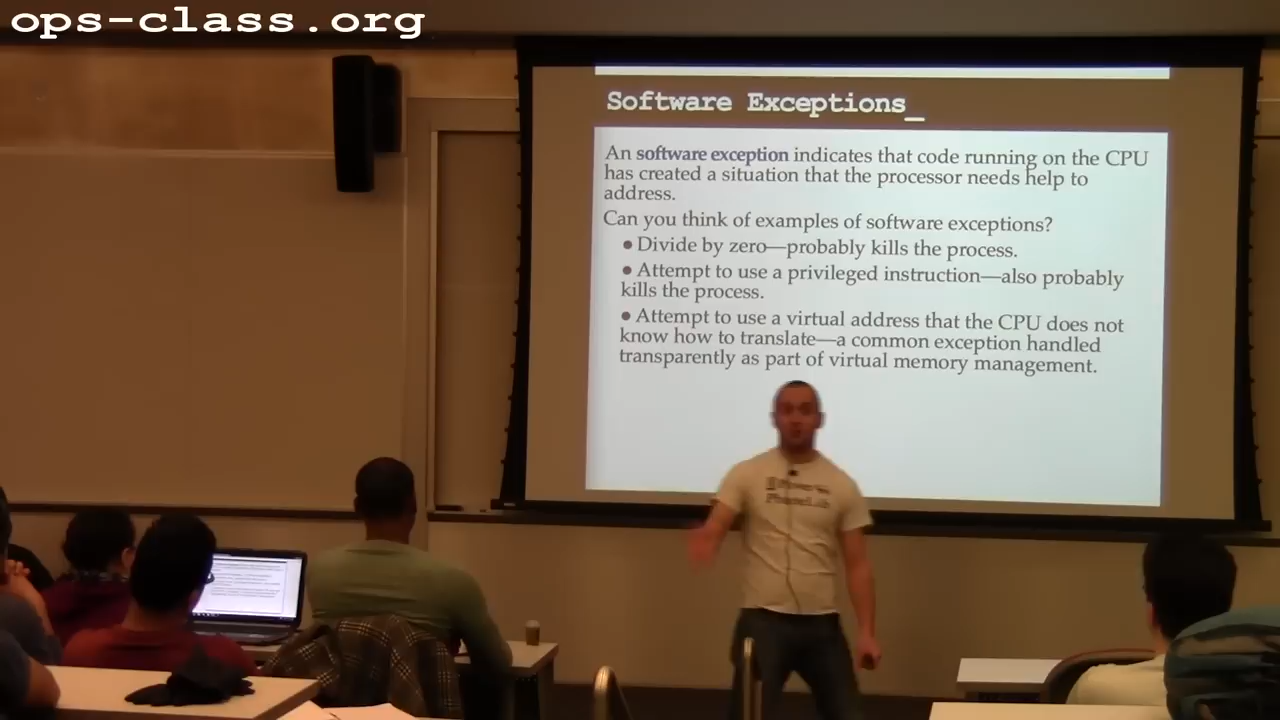 ops-class.org
Software Exceptions_
An software exception indicates that code running on the CPU
has created a situation that the processor needs help to
address.
Can you think of examples of software exceptions?
• Divide by zero—probably kills the process.
• Attempt to use a privileged instruction—also probably
kills the process.
• Attempt to use a virtual address that the CPU does not
know how to translate—a common exception handled
transparently as part of virtual memory management.
PhoneLab